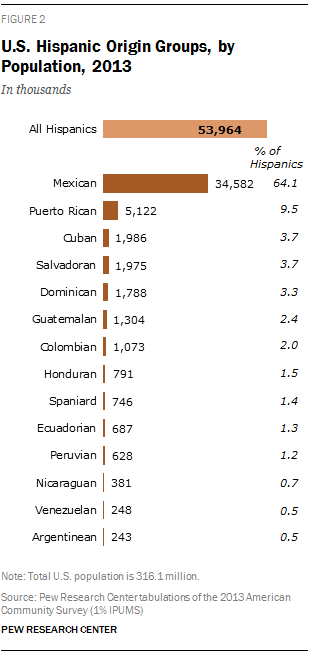 FIGURE 2
U.S. Hispanic Origin Groups, by
Population, 2013
In thousands
All Hispanics 53,964
% of
Hispanics
Mexican 34,582 64.1
Puerto Rican 5,122 9.5
Cuban 1,986 3.7
Salvadoran 1,975 3.7
Dominican 1,788 3.3
Guatemalan 1,304 2.4
Colombian 1,073 2.0
Honduran 791 1.5
Spaniard 746 1.4
Ecuadorian 687 1.3
Peruvian 628 1.2
Nicaraguan 381 0.7
Venezuelan 248 0.5
Argentinean 243 0.5
Note: Total U.S. population is 316.1 million.
Source: Pew Research Center tabulations of the 2013 American
Community Survey (1% IPUMS)
PEW RESEARCH CENTER